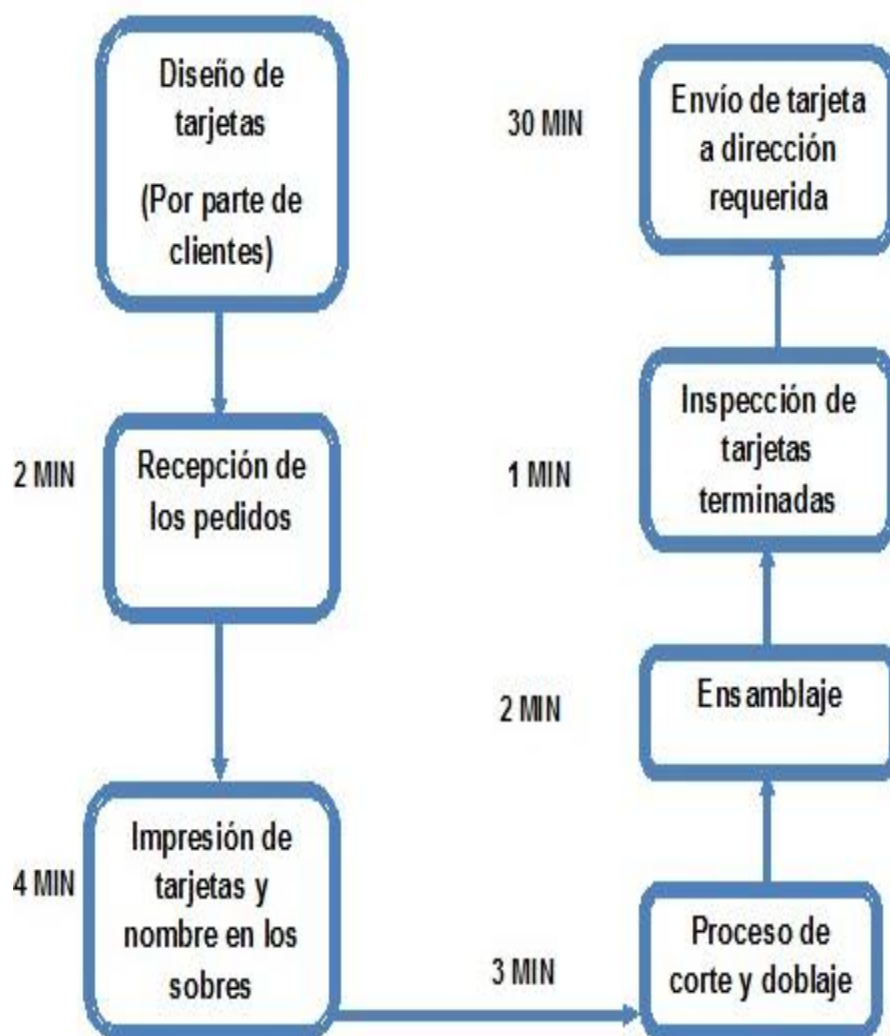 Diseño de
tarjetas
(Por parte de
clientes)
2 MIN
Recepción de
los pedidos
4 MIN
Impresión de
tarjetas y
nombre en los
sobres
3 MIN
Proceso de
corte y doblaje
2 MIN
Ensamblaje
1 MIN
Inspección de
tarjetas
terminadas
30 MIN
Envío de tarjeta
a dirección
requerida